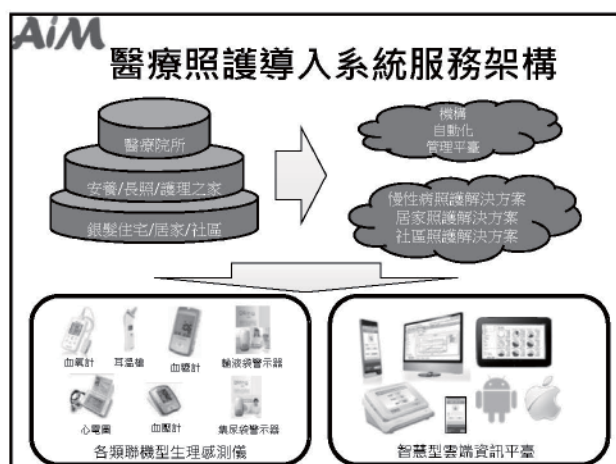 AiM
醫療照護導入系統服務架構
醫療院所
安養/長照/護理之家
銀髮住宅/居家/社區
機構
自動化
管理平臺
慢性病照護解決方案
居家照護解決方案
社區照護解決方案
血氧計
耳溫槍
血糖計
輸液袋警示器
心電圖
血壓計
集尿袋警示器
各類聯機型生理感測儀
智慧型雲端資訊平臺